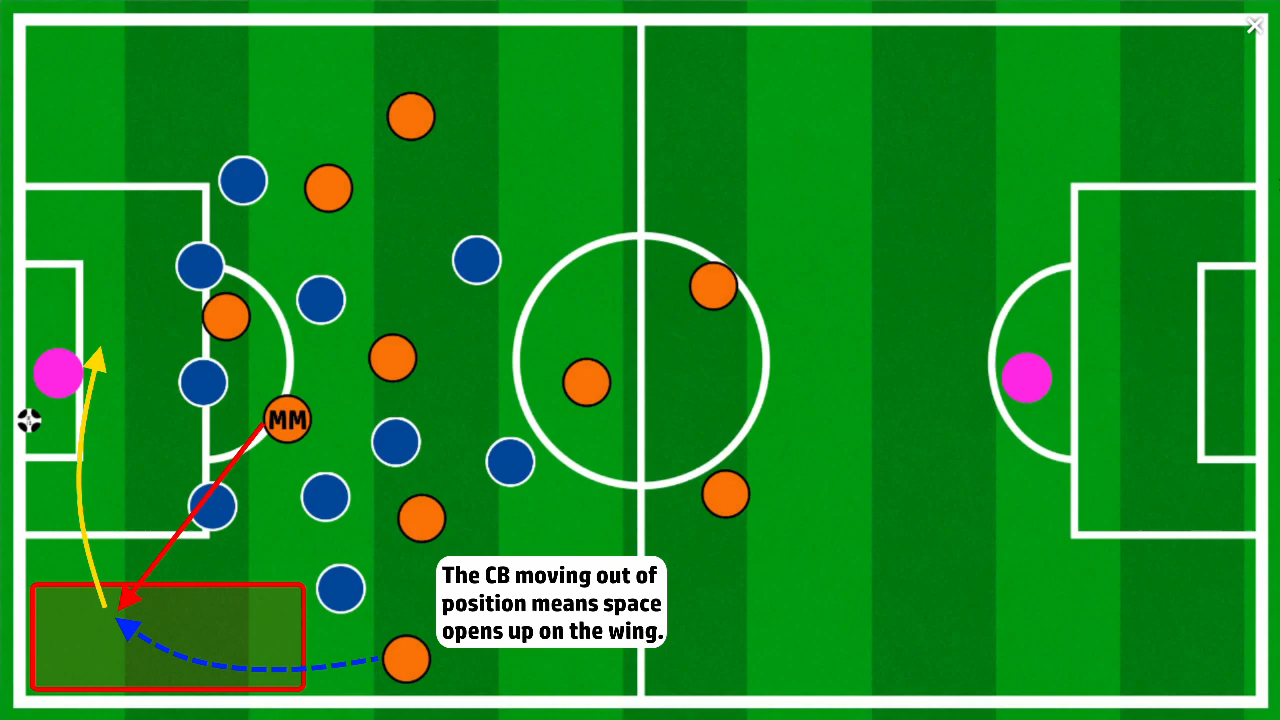 MM
The CB moving out of
position means space
opens up on the wing.